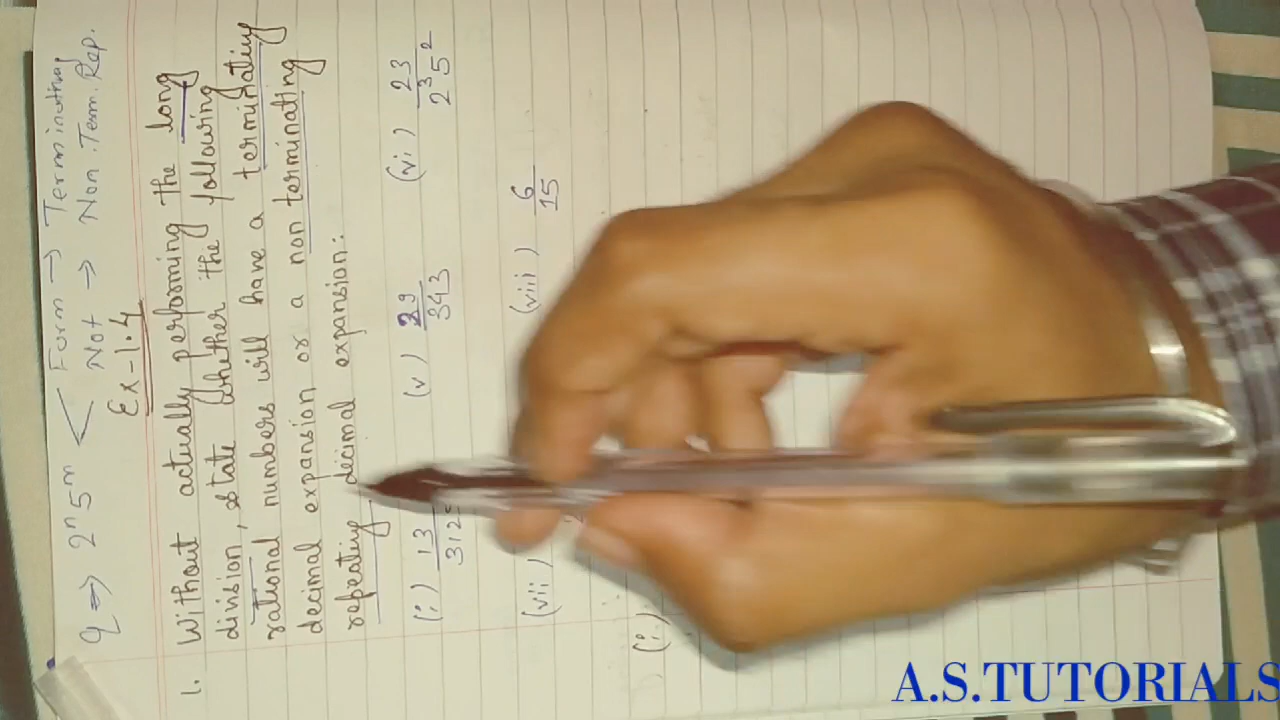 q ⇒ 2ⁿ5ᵐ < Form → Terminating
Not → Non.Term.Rep.
Ex-1.4
1. Without actually performing the long
division, state whether the following
rational numbers will have a terminating
decimal expansion or a non terminating
repeating decimal expansion:
(i) 13/3125 (v) 29/343 (vi) 23/2³5²
(vii) (viii) 6/15
(i)
A.S.TUTORIALS